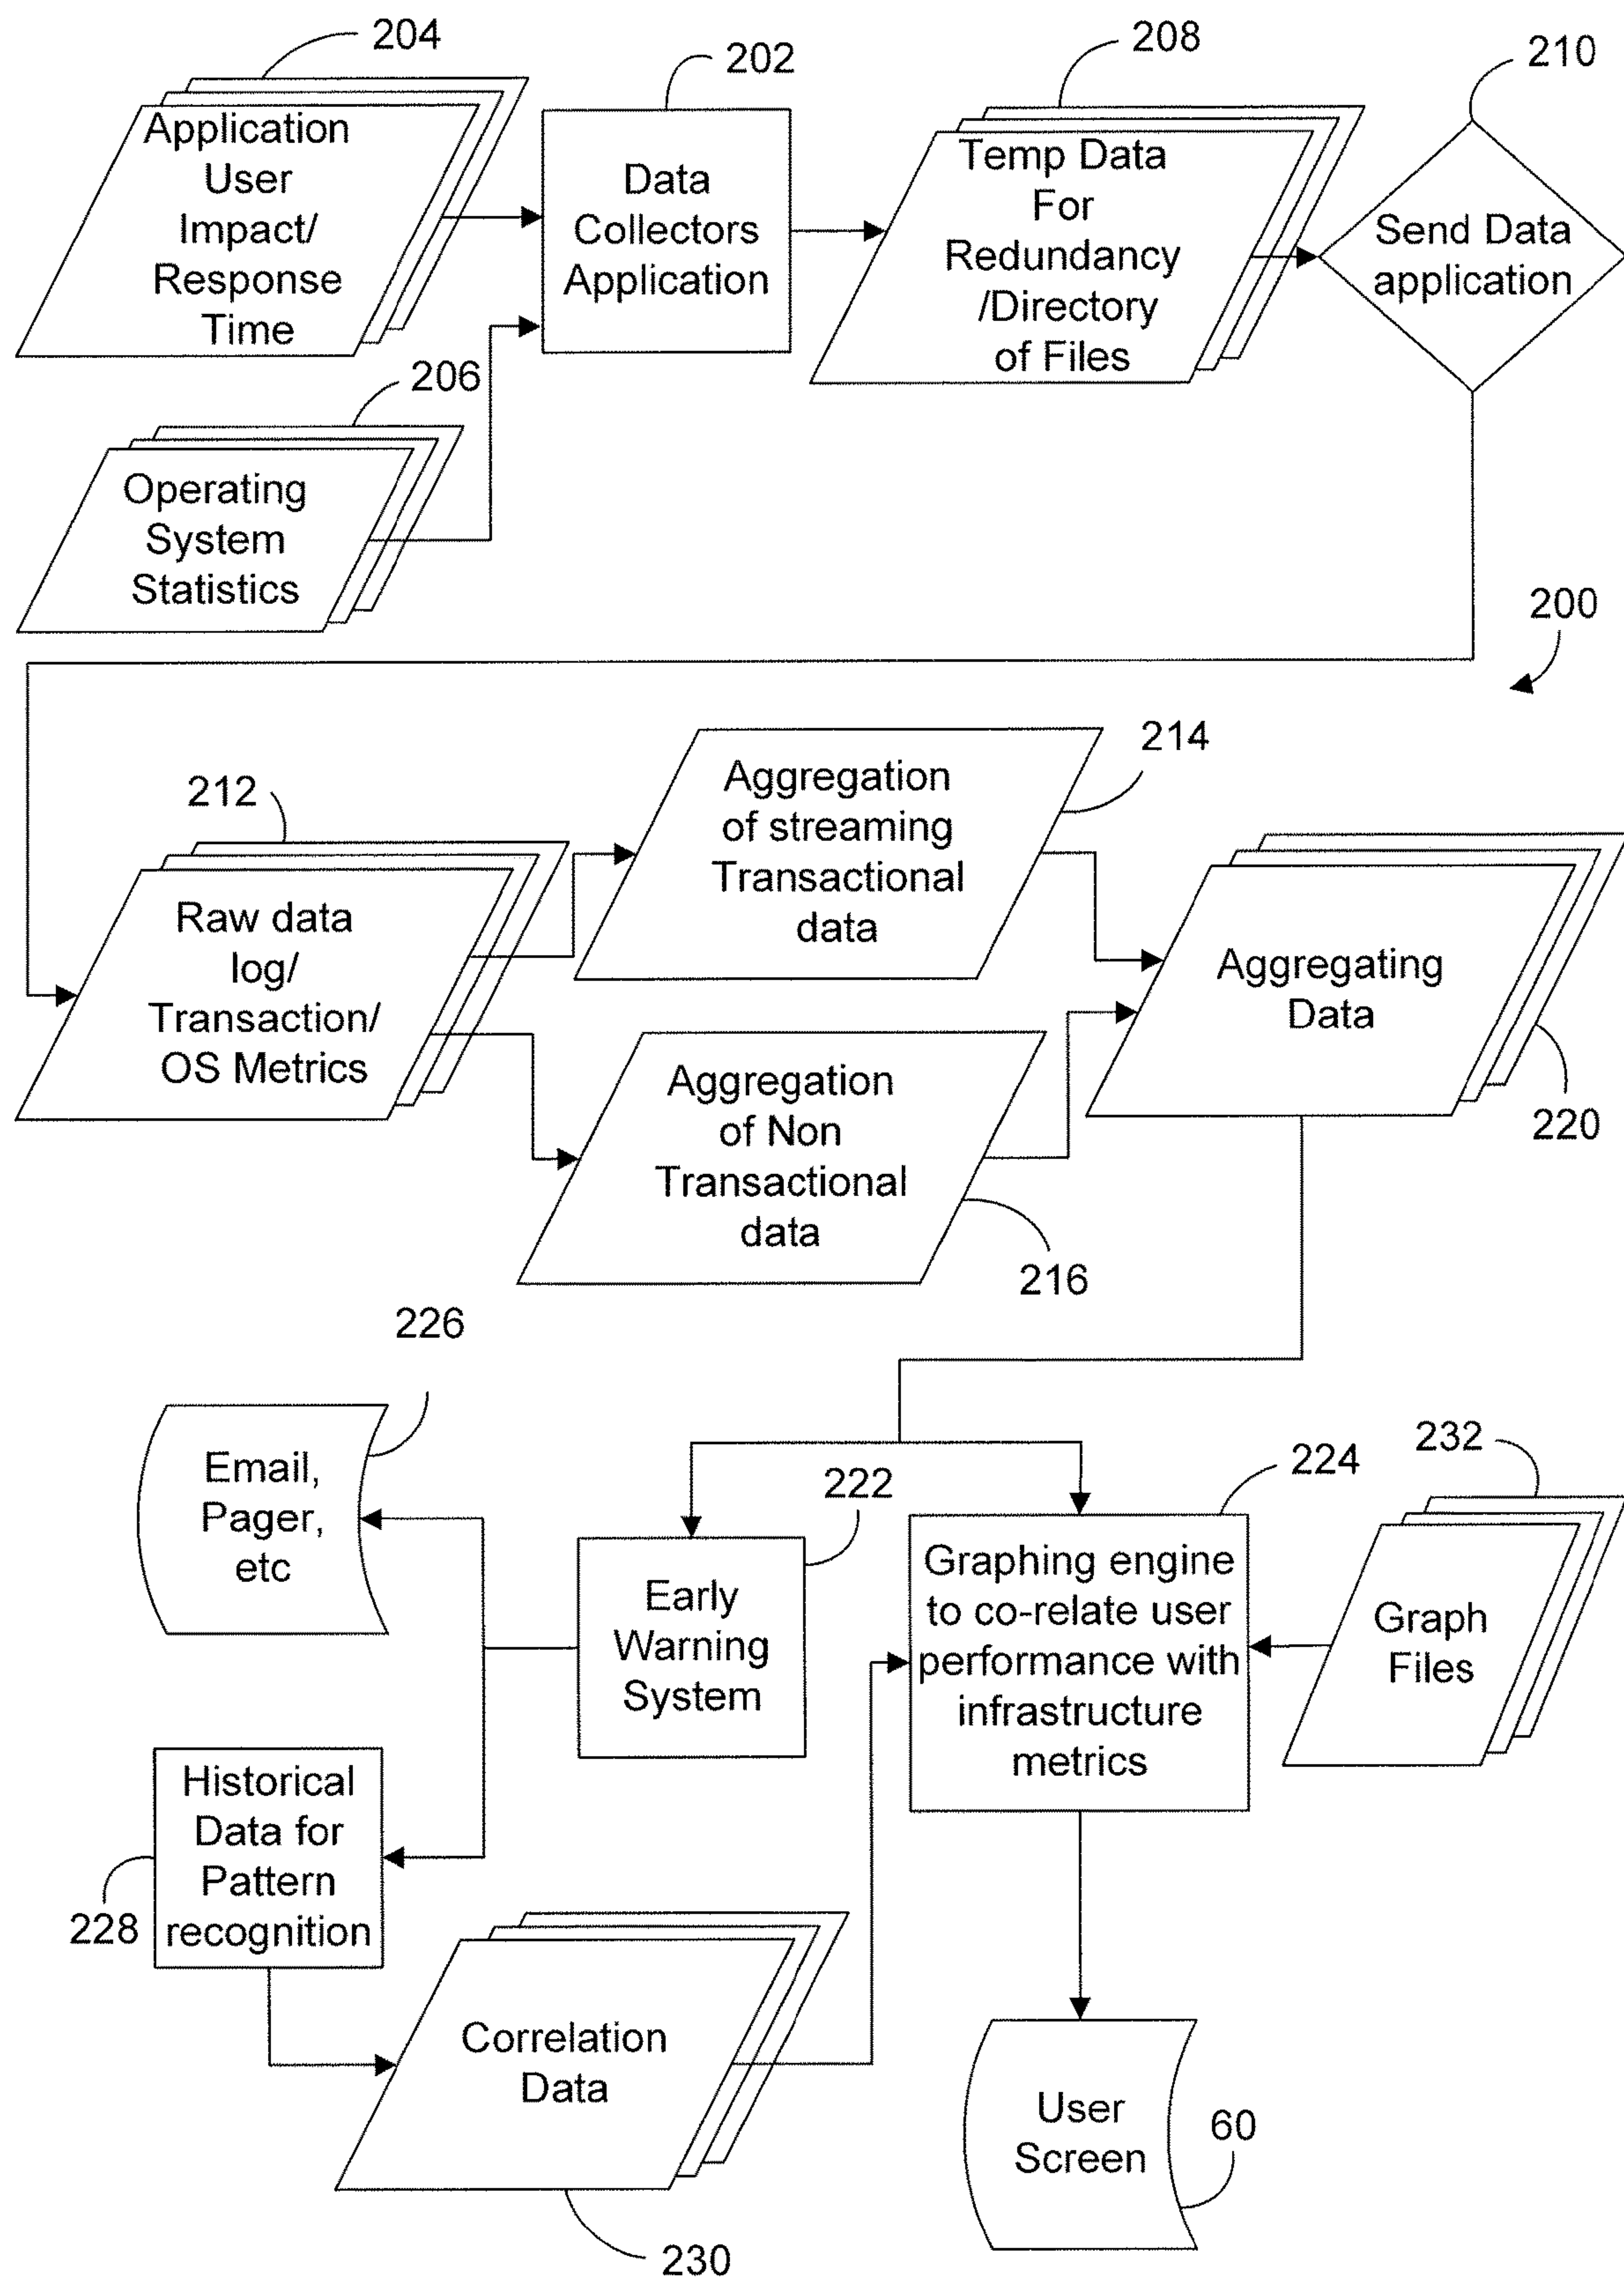 204
202
208
210
Application
User
Impact/
Response
Time
Data
Collectors
Application
Temp Data
For
Redundancy
/Directory
of Files
Send Data
application
206
Operating
System
Statistics
200
214
212
Aggregation
of streaming
Transactional
data
Raw data
log/
Transaction/
OS Metrics
Aggregating
Data
220
Aggregation
of Non
Transactional
data
216
226
Email,
Pager,
etc
222
224
232
Early
Warning
System
Graphing engine
to co-relate user
performance with
infrastructure
metrics
Graph
Files
Historical
Data for
Pattern
recognition
228
Correlation
Data
230
User
Screen
60